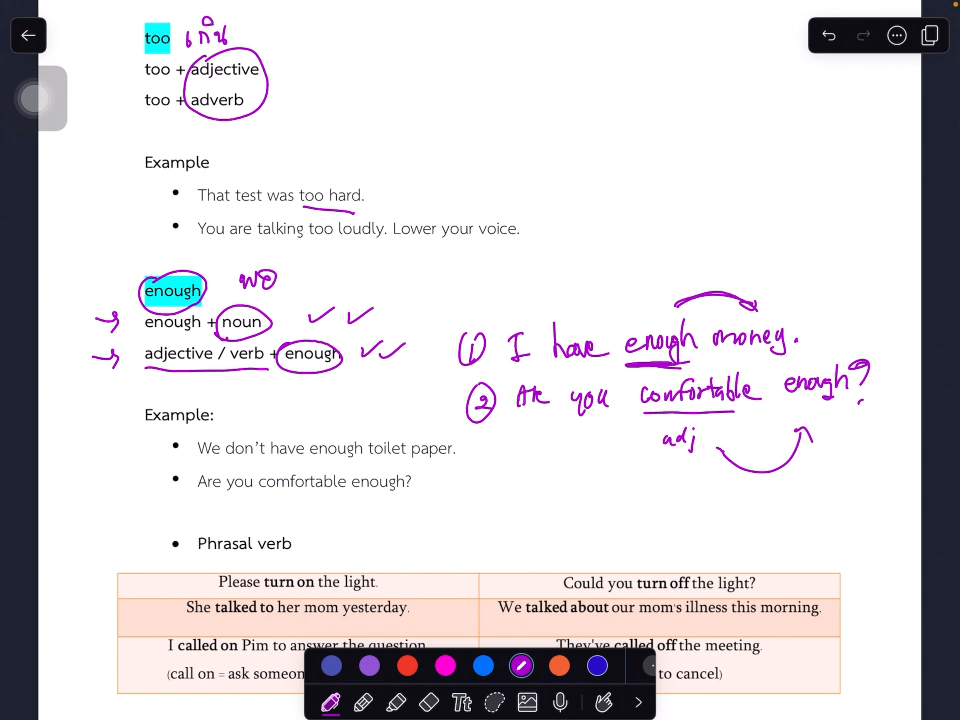 too เกิน
too + adjective
too + adverb
Example
• That test was too hard.
• You are talking too loudly. Lower your voice.
enough พอ
enough + noun
adjective / verb + enough
① I have enough money.
② Are you comfortable enough?
adj
Example:
• We don't have enough toilet paper.
• Are you comfortable enough?
• Phrasal verb
Please turn on the light. Could you turn off the light?
She talked to her mom yesterday. We talked about our mom's illness this morning.
I called on Pim to answer the question They've called off the meeting.
(call on = ask someon to cancel)
Tt